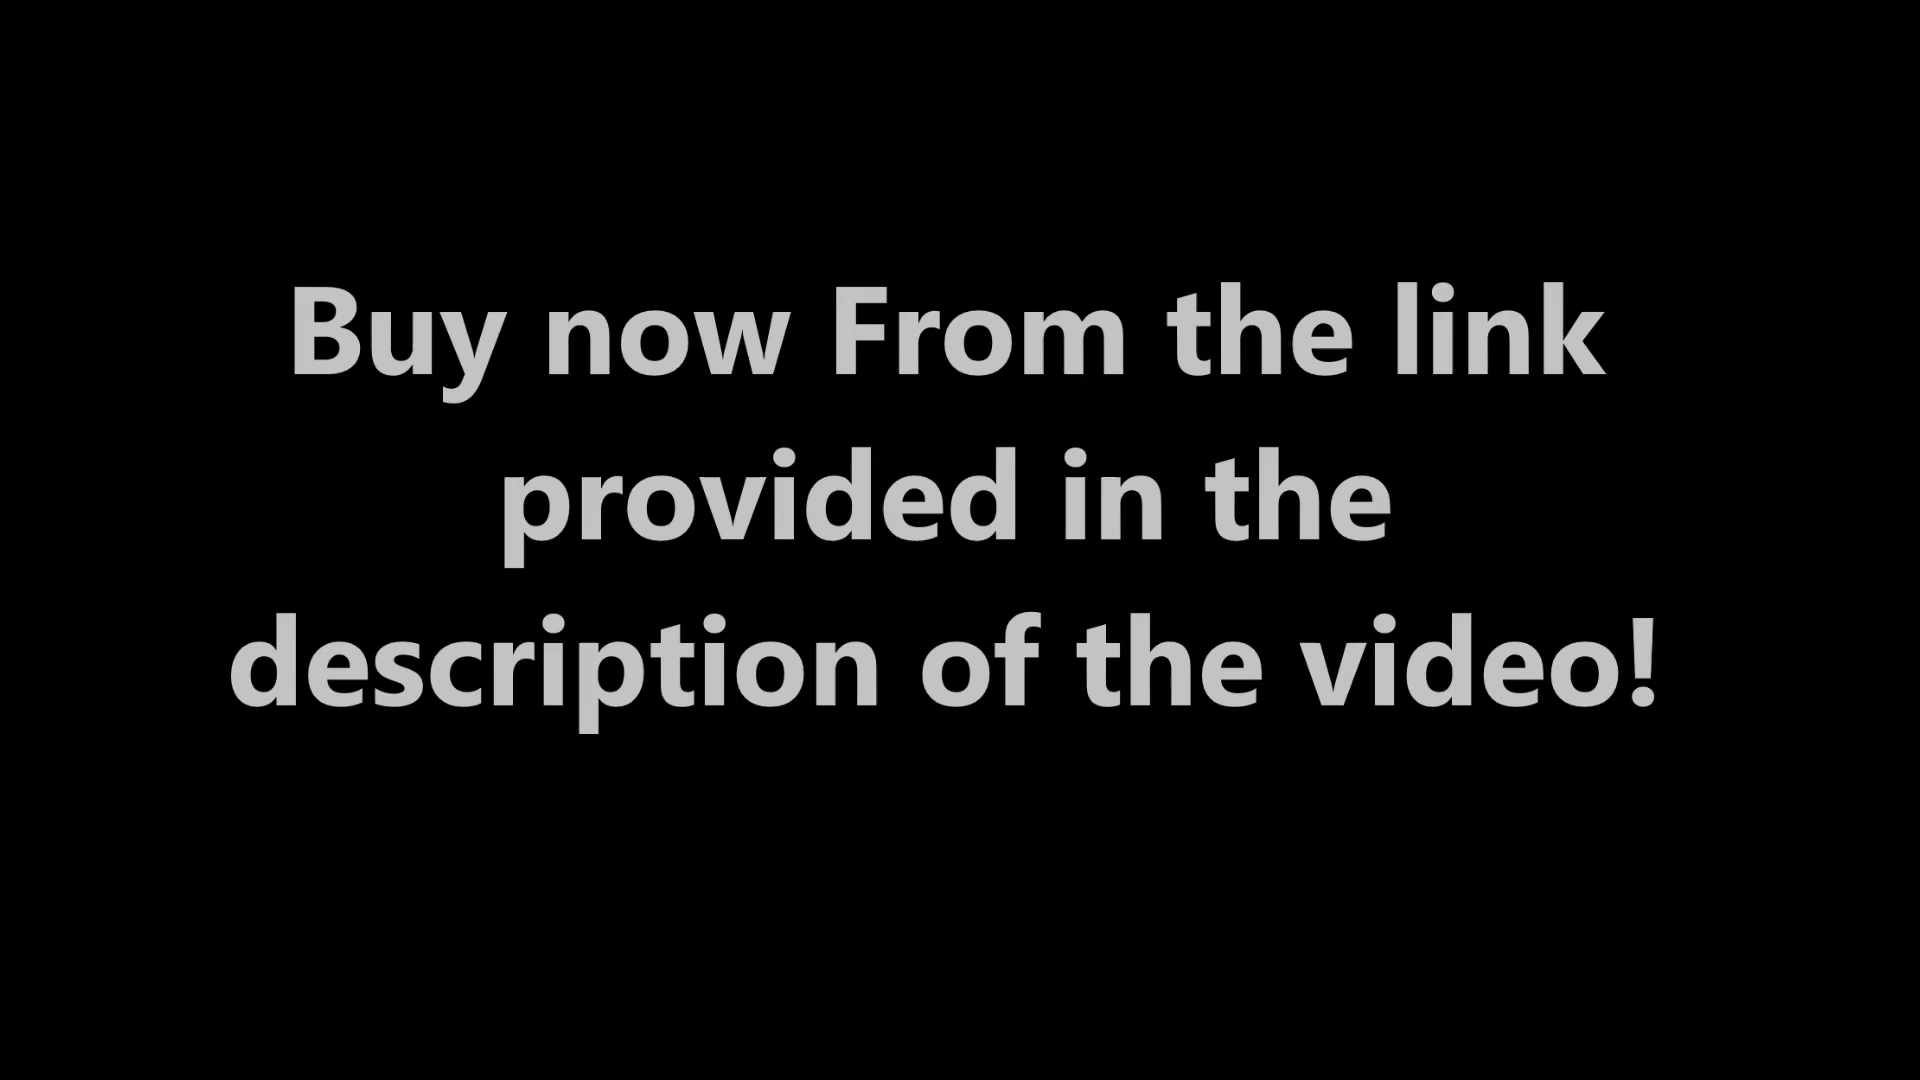 Buy now From the link
provided in the
description of the video!